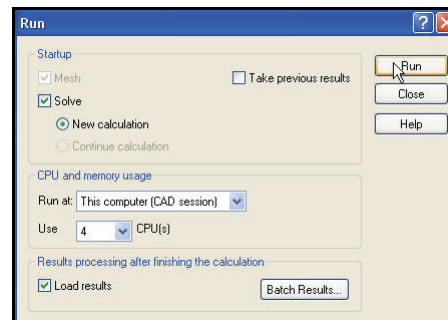 Run
Startup
Mesh
Take previous results
Solve
New calculation
Continue calculation
Run
Close
Help
CPU and memory usage
Run at: This computer (CAD session)
Use 4 CPU(s)
Results processing after finishing the calculation
Load results
Batch Results...